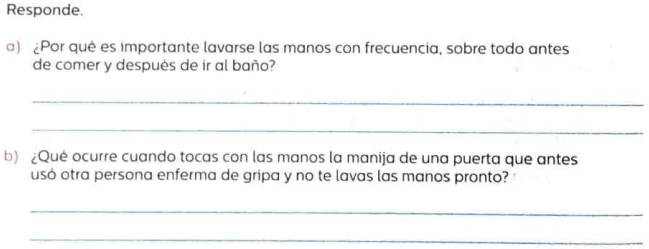 Responde.
a) ¿Por qué es importante lavarse las manos con frecuencia, sobre todo antes
de comer y después de ir al baño?
b) ¿Qué ocurre cuando tocas con las manos la manija de una puerta que antes
usó otra persona enferma de gripa y no te lavas las manos pronto?